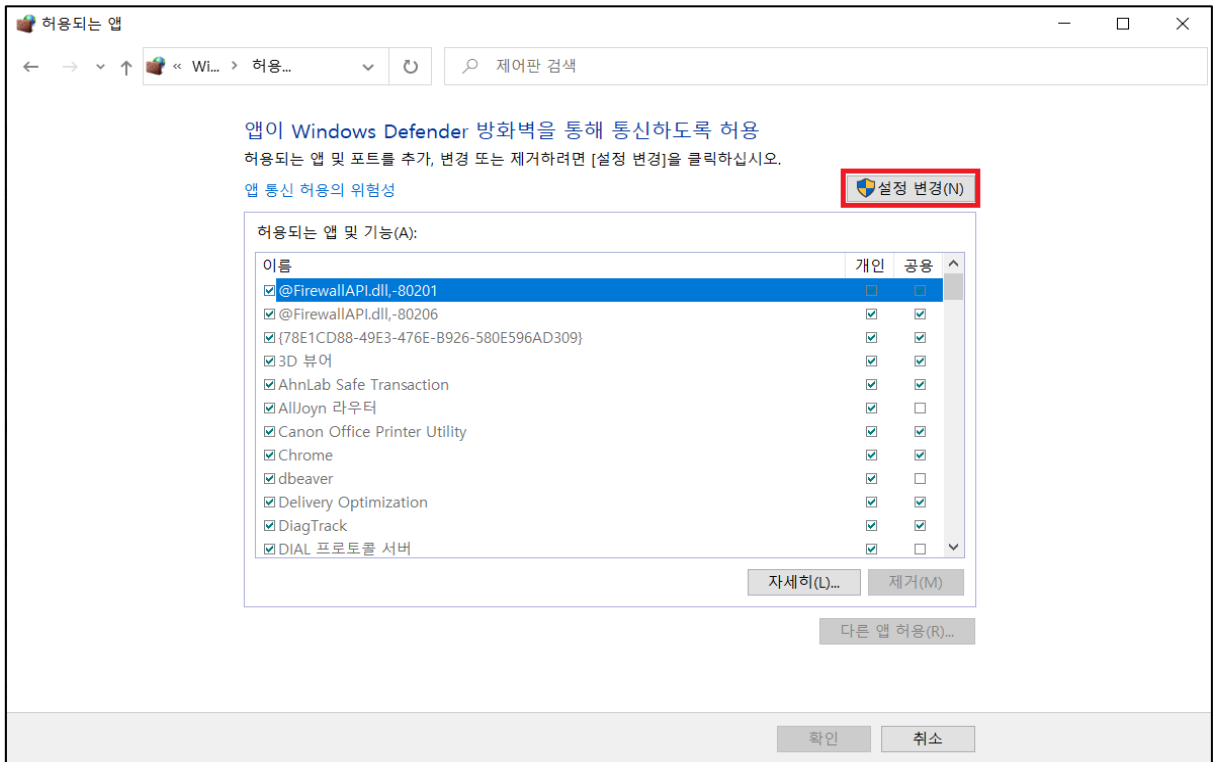 허용되는 앱
« Wi... > 허용...
제어판 검색
앱이 Windows Defender 방화벽을 통해 통신하도록 허용
허용되는 앱 및 포트를 추가, 변경 또는 제거하려면 [설정 변경]을 클릭하십시오.
앱 통신 허용의 위험성
설정 변경(N)
허용되는 앱 및 기능(A):
이름 개인 공용
@FirewallAPI.dll,-80201
@FirewallAPI.dll,-80206
{78E1CD88-49E3-476E-B926-580E596AD309}
3D 뷰어
AhnLab Safe Transaction
AllJoyn 라우터
Canon Office Printer Utility
Chrome
dbeaver
Delivery Optimization
DiagTrack
DIAL 프로토콜 서버
자세히(L)... 제거(M)
다른 앱 허용(R)...
확인 취소